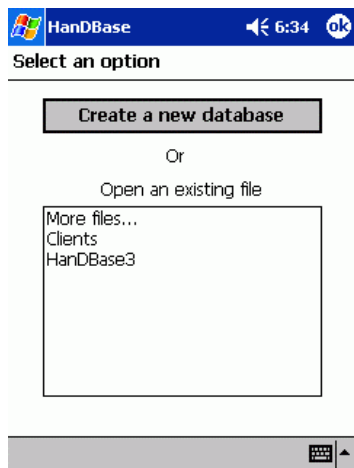 HanDBase 6:34 ok
Select an option
Create a new database
Or
Open an existing file
More files...
Clients
HanDBase3